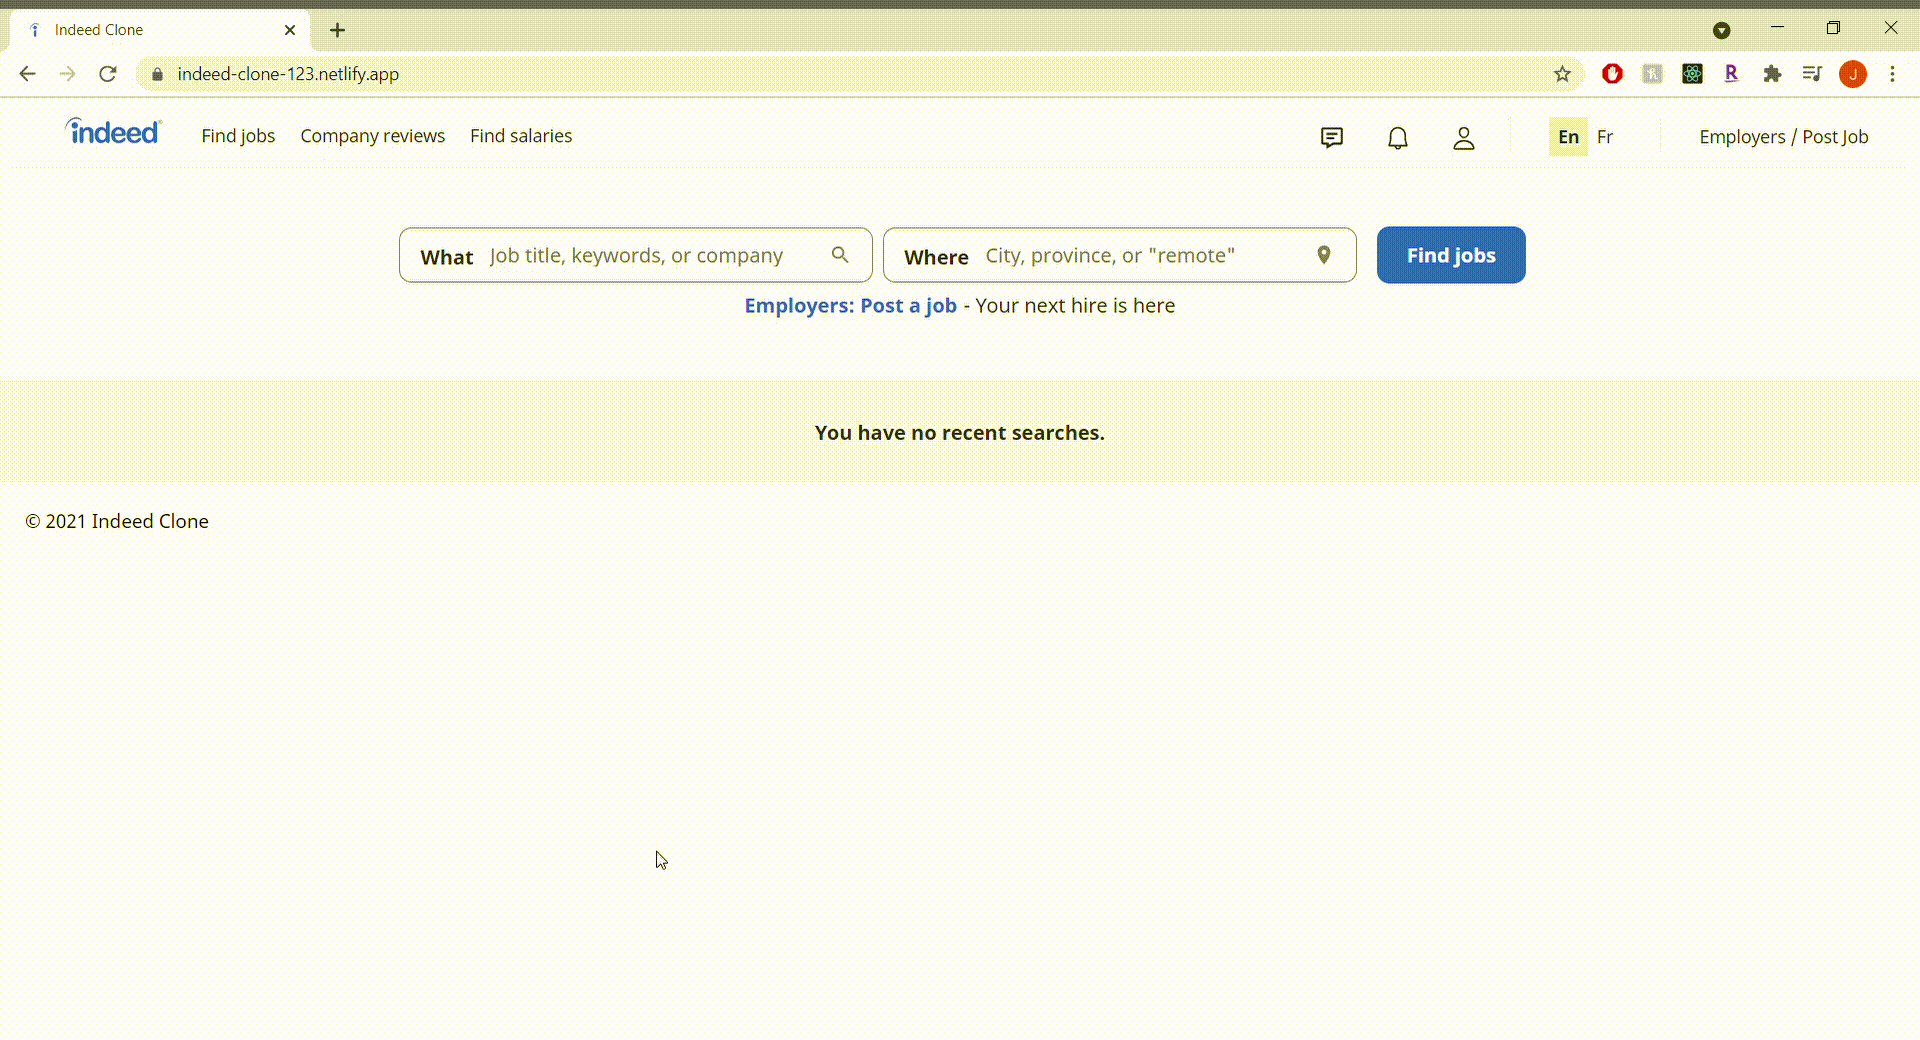 Indeed Clone
indeed-clone-123.netlify.app
R
J
indeed
Find jobs
Company reviews
Find salaries
En
Fr
Employers / Post Job
What
Job title, keywords, or company
Where
City, province, or "remote"
Find jobs
Employers: Post a job - Your next hire is here
You have no recent searches.
© 2021 Indeed Clone